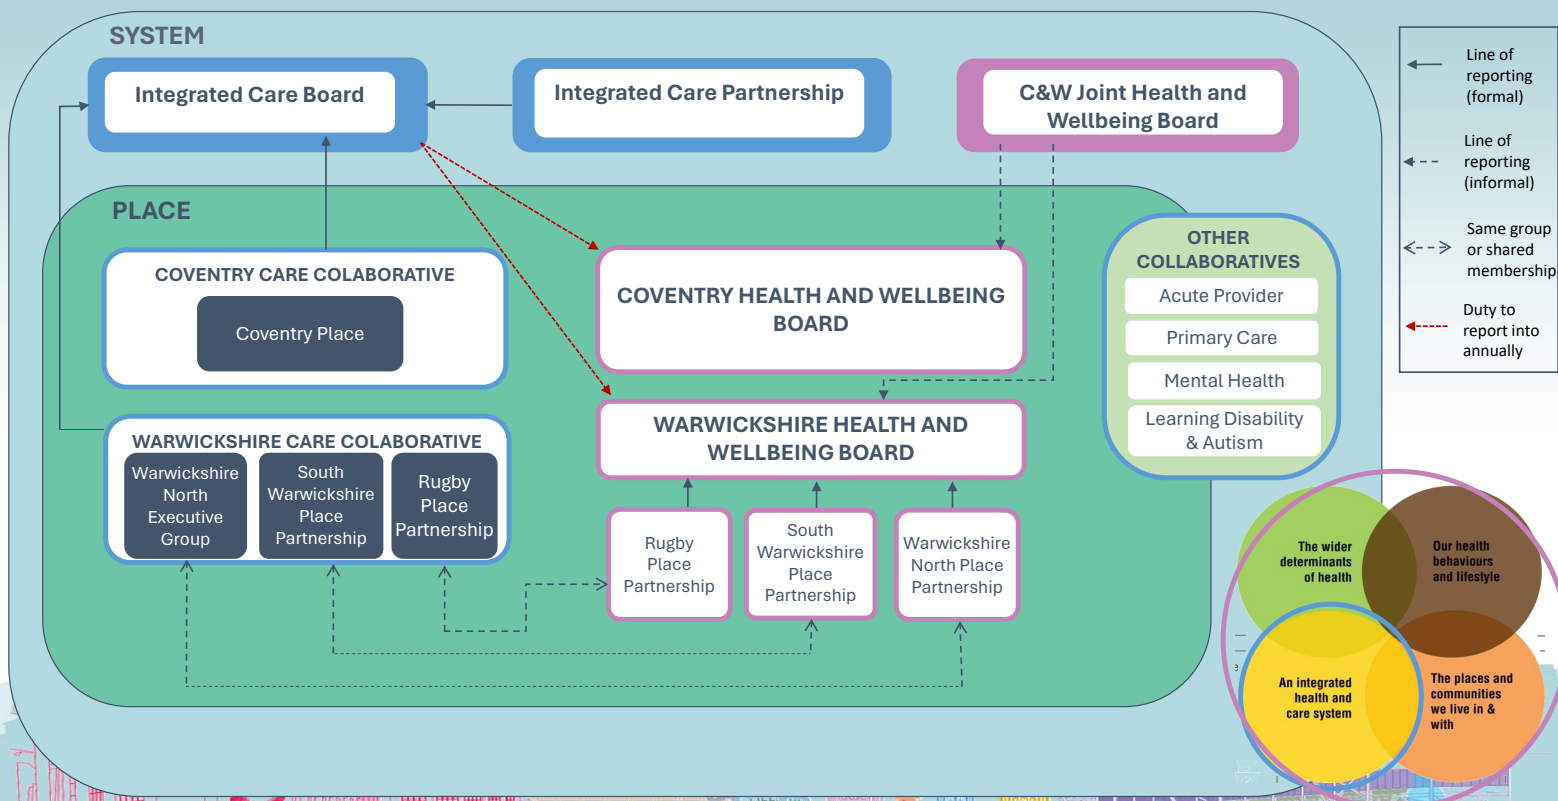 SYSTEM
Integrated Care Board
Integrated Care Partnership
C&W Joint Health and
Wellbeing Board
Line of
reporting
(formal)
Line of
reporting
(informal)
Same group
or shared
membership
Duty to
report into
annually
PLACE
COVENTRY CARE COLABORATIVE
Coventry Place
COVENTRY HEALTH AND WELLBEING
BOARD
OTHER
COLLABORATIVES
Acute Provider
Primary Care
Mental Health
Learning Disability
& Autism
WARWICKSHIRE CARE COLABORATIVE
Warwickshire
North
Executive
Group
South
Warwickshire
Place
Partnership
Rugby
Place
Partnership
WARWICKSHIRE HEALTH AND
WELLBEING BOARD
Rugby
Place
Partnership
South
Warwickshire
Place
Partnership
Warwickshire
North Place
Partnership
The wider
determinants
of health
Our health
behaviours
and lifestyle
An integrated
health and
care system
The places and
communities
we live in &
with